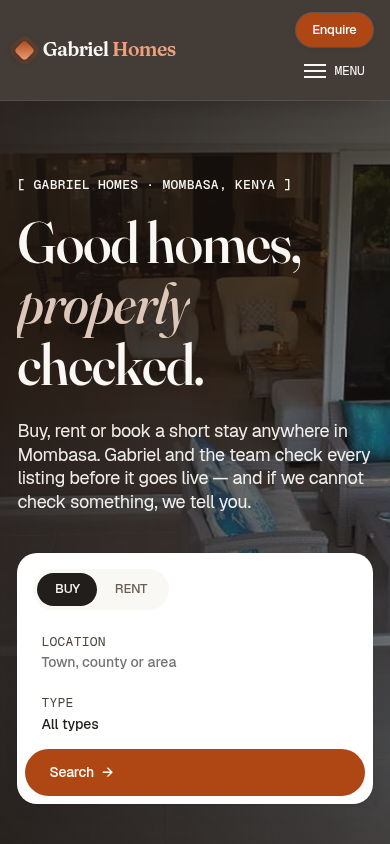 Enquire
Gabriel Homes
MENU
[ GABRIEL HOMES · MOMBASA, KENYA ]
Good homes,
properly
checked.
Buy, rent or book a short stay anywhere in
Mombasa. Gabriel and the team check every
listing before it goes live — and if we cannot
check something, we tell you.
BUY RENT
LOCATION
Town, county or area
TYPE
All types
Search →